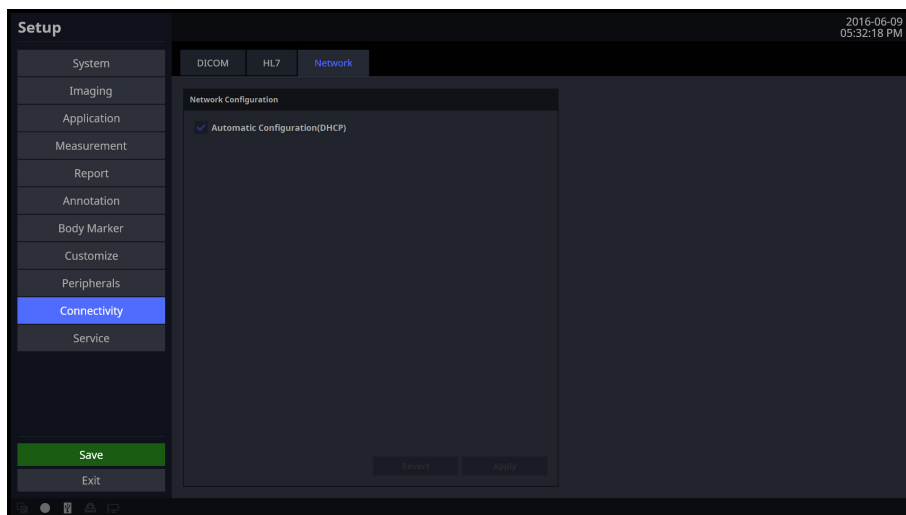 Setup
2016-06-09
05:32:18 PM
System
Imaging
Application
Measurement
Report
Annotation
Body Marker
Customize
Peripherals
Connectivity
Service
Save
Exit
DICOM HL7 Network
Network Configuration
Automatic Configuration(DHCP)
Revert Apply